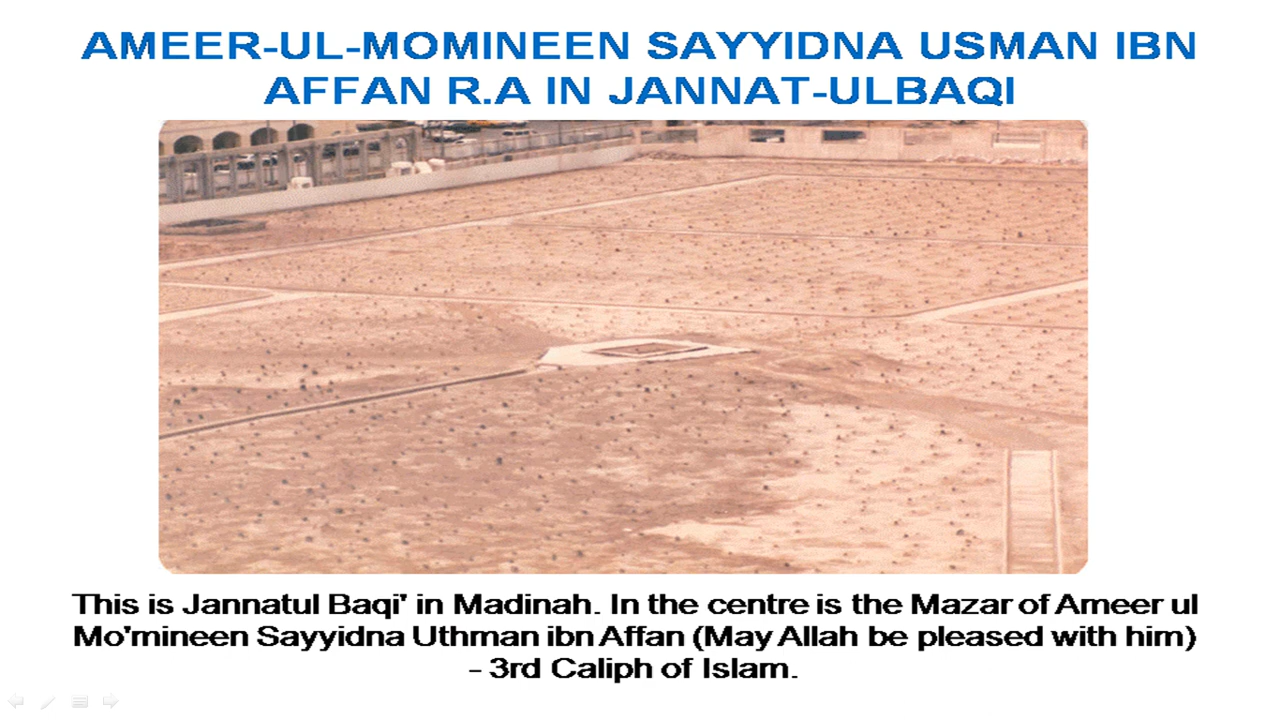 AMEER-UL-MOMINEEN SAYYIDNA USMAN IBN
AFFAN R.A IN JANNAT-ULBAQI
This is Jannatul Baqi' in Madinah. In the centre is the Mazar of Ameer ul
Mo'mineen Sayyidna Uthman ibn Affan (May Allah be pleased with him)
– 3rd Caliph of Islam.